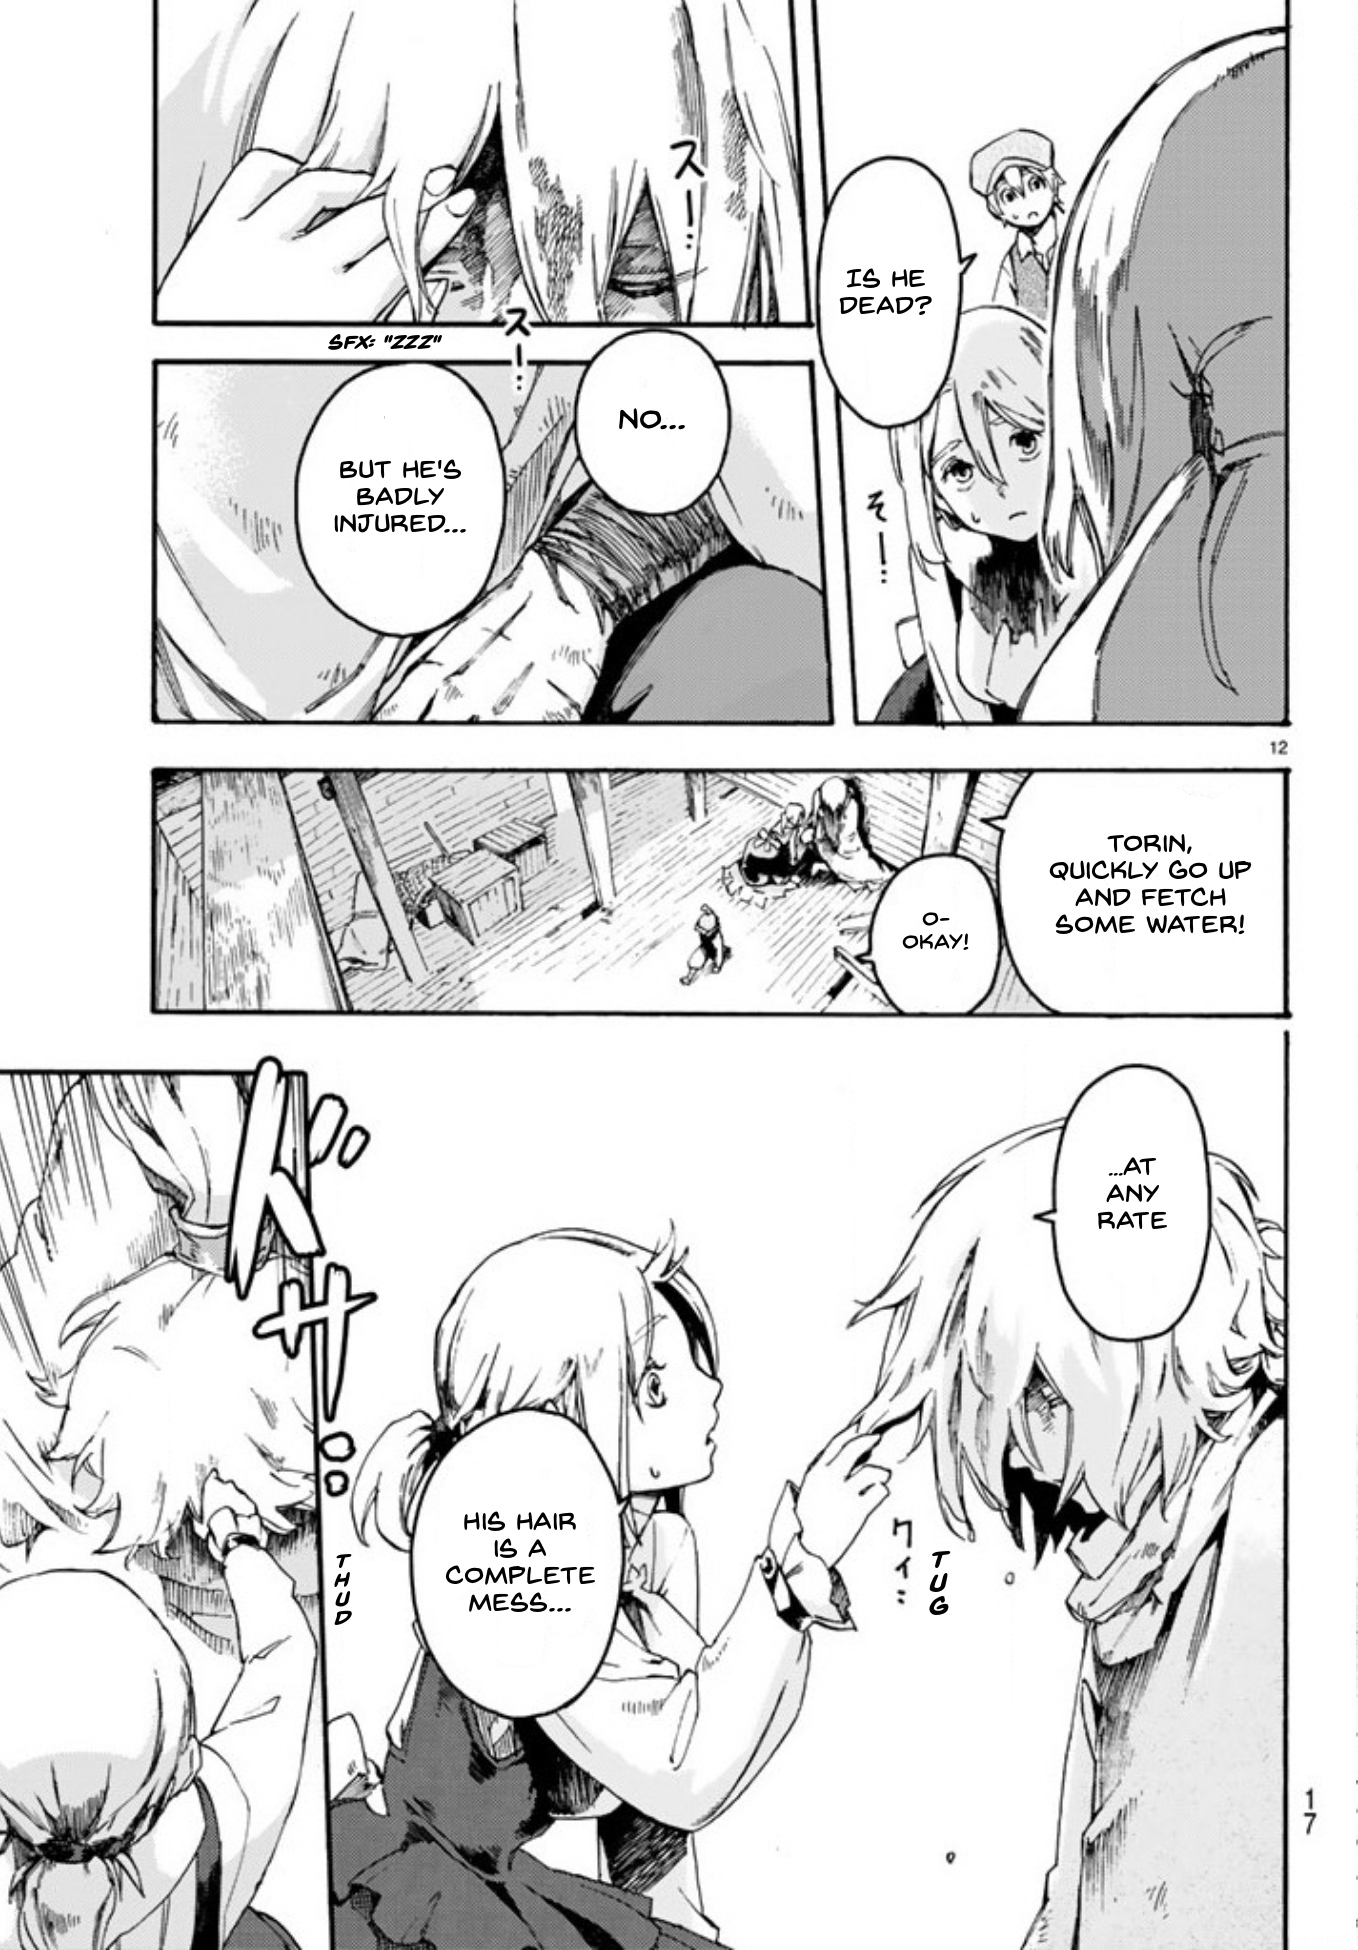 IS HE
DEAD?
そー…
スー…
スー…
SFX: "ZZZ"
NO...
BUT HE'S
BADLY
INJURED...
12
TORIN,
QUICKLY GO UP
AND FETCH
SOME WATER!
O-
OKAY!
...AT
ANY
RATE
HIS HAIR
IS A
COMPLETE
MESS...
クイ…
TUG
ドサ…
THUD
17